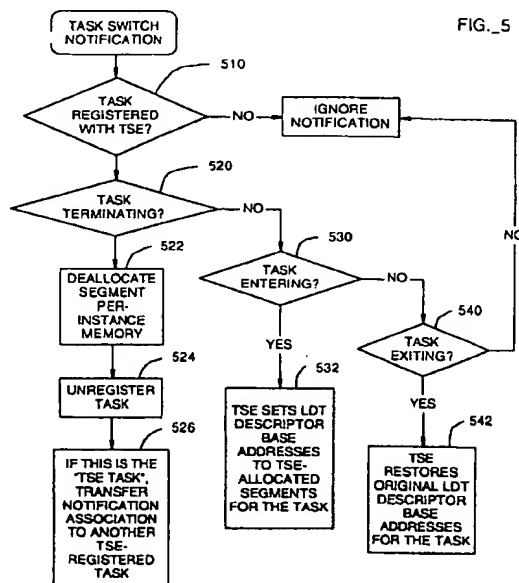 FIG._5
TASK SWITCH
NOTIFICATION
510
TASK
REGISTERED
WITH TSE?
NO
IGNORE
NOTIFICATION
520
TASK
TERMINATING?
NO
522
DEALLOCATE
SEGMENT
PER-
INSTANCE
MEMORY
530
TASK
ENTERING?
NO
NO
540
TASK
EXITING?
YES
YES
524
UNREGISTER
TASK
532
TSE SETS LDT
DESCRIPTOR
BASE
ADDRESSES
TO TSE-
ALLOCATED
SEGMENTS
FOR THE TASK
526
IF THIS IS THE
"TSE TASK",
TRANSFER
NOTIFICATION
ASSOCIATION
TO ANOTHER
TSE-
REGISTERED
TASK
542
TSE
RESTORES
ORIGINAL LDT
DESCRIPTOR
BASE
ADDRESSES
FOR THE TASK